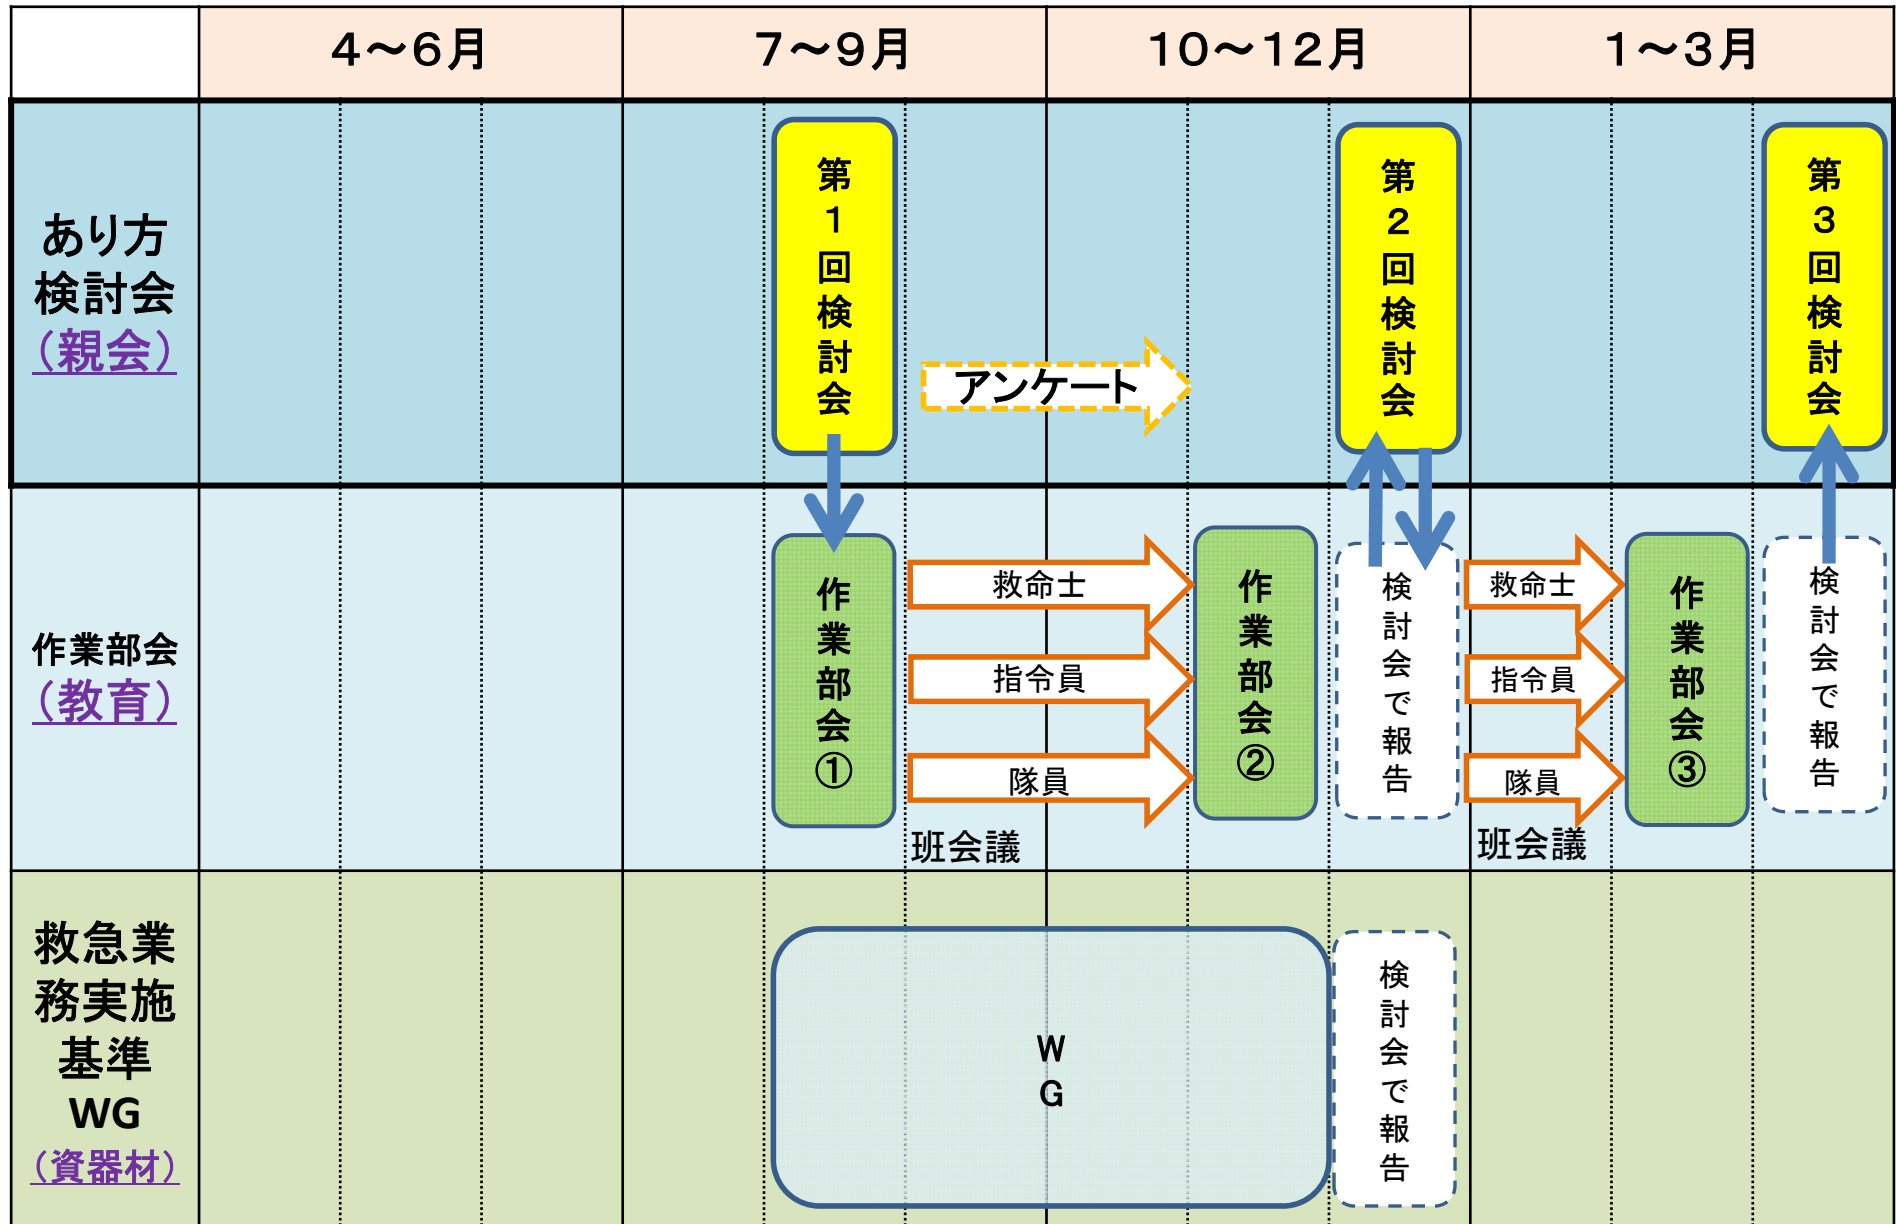 ４～６月
７～９月
１０～１２月
１～３月
あり方
検討会
（親会）
第１回検討会
アンケート
第２回検討会
第３回検討会
作業部会
（教育）
作業部会①
救命士
指令員
隊員
班会議
作業部会②
検討会で報告
救命士
指令員
隊員
班会議
作業部会③
検討会で報告
救急業
務実施
基準
WG
（資器材）
ＷＧ
検討会で報告